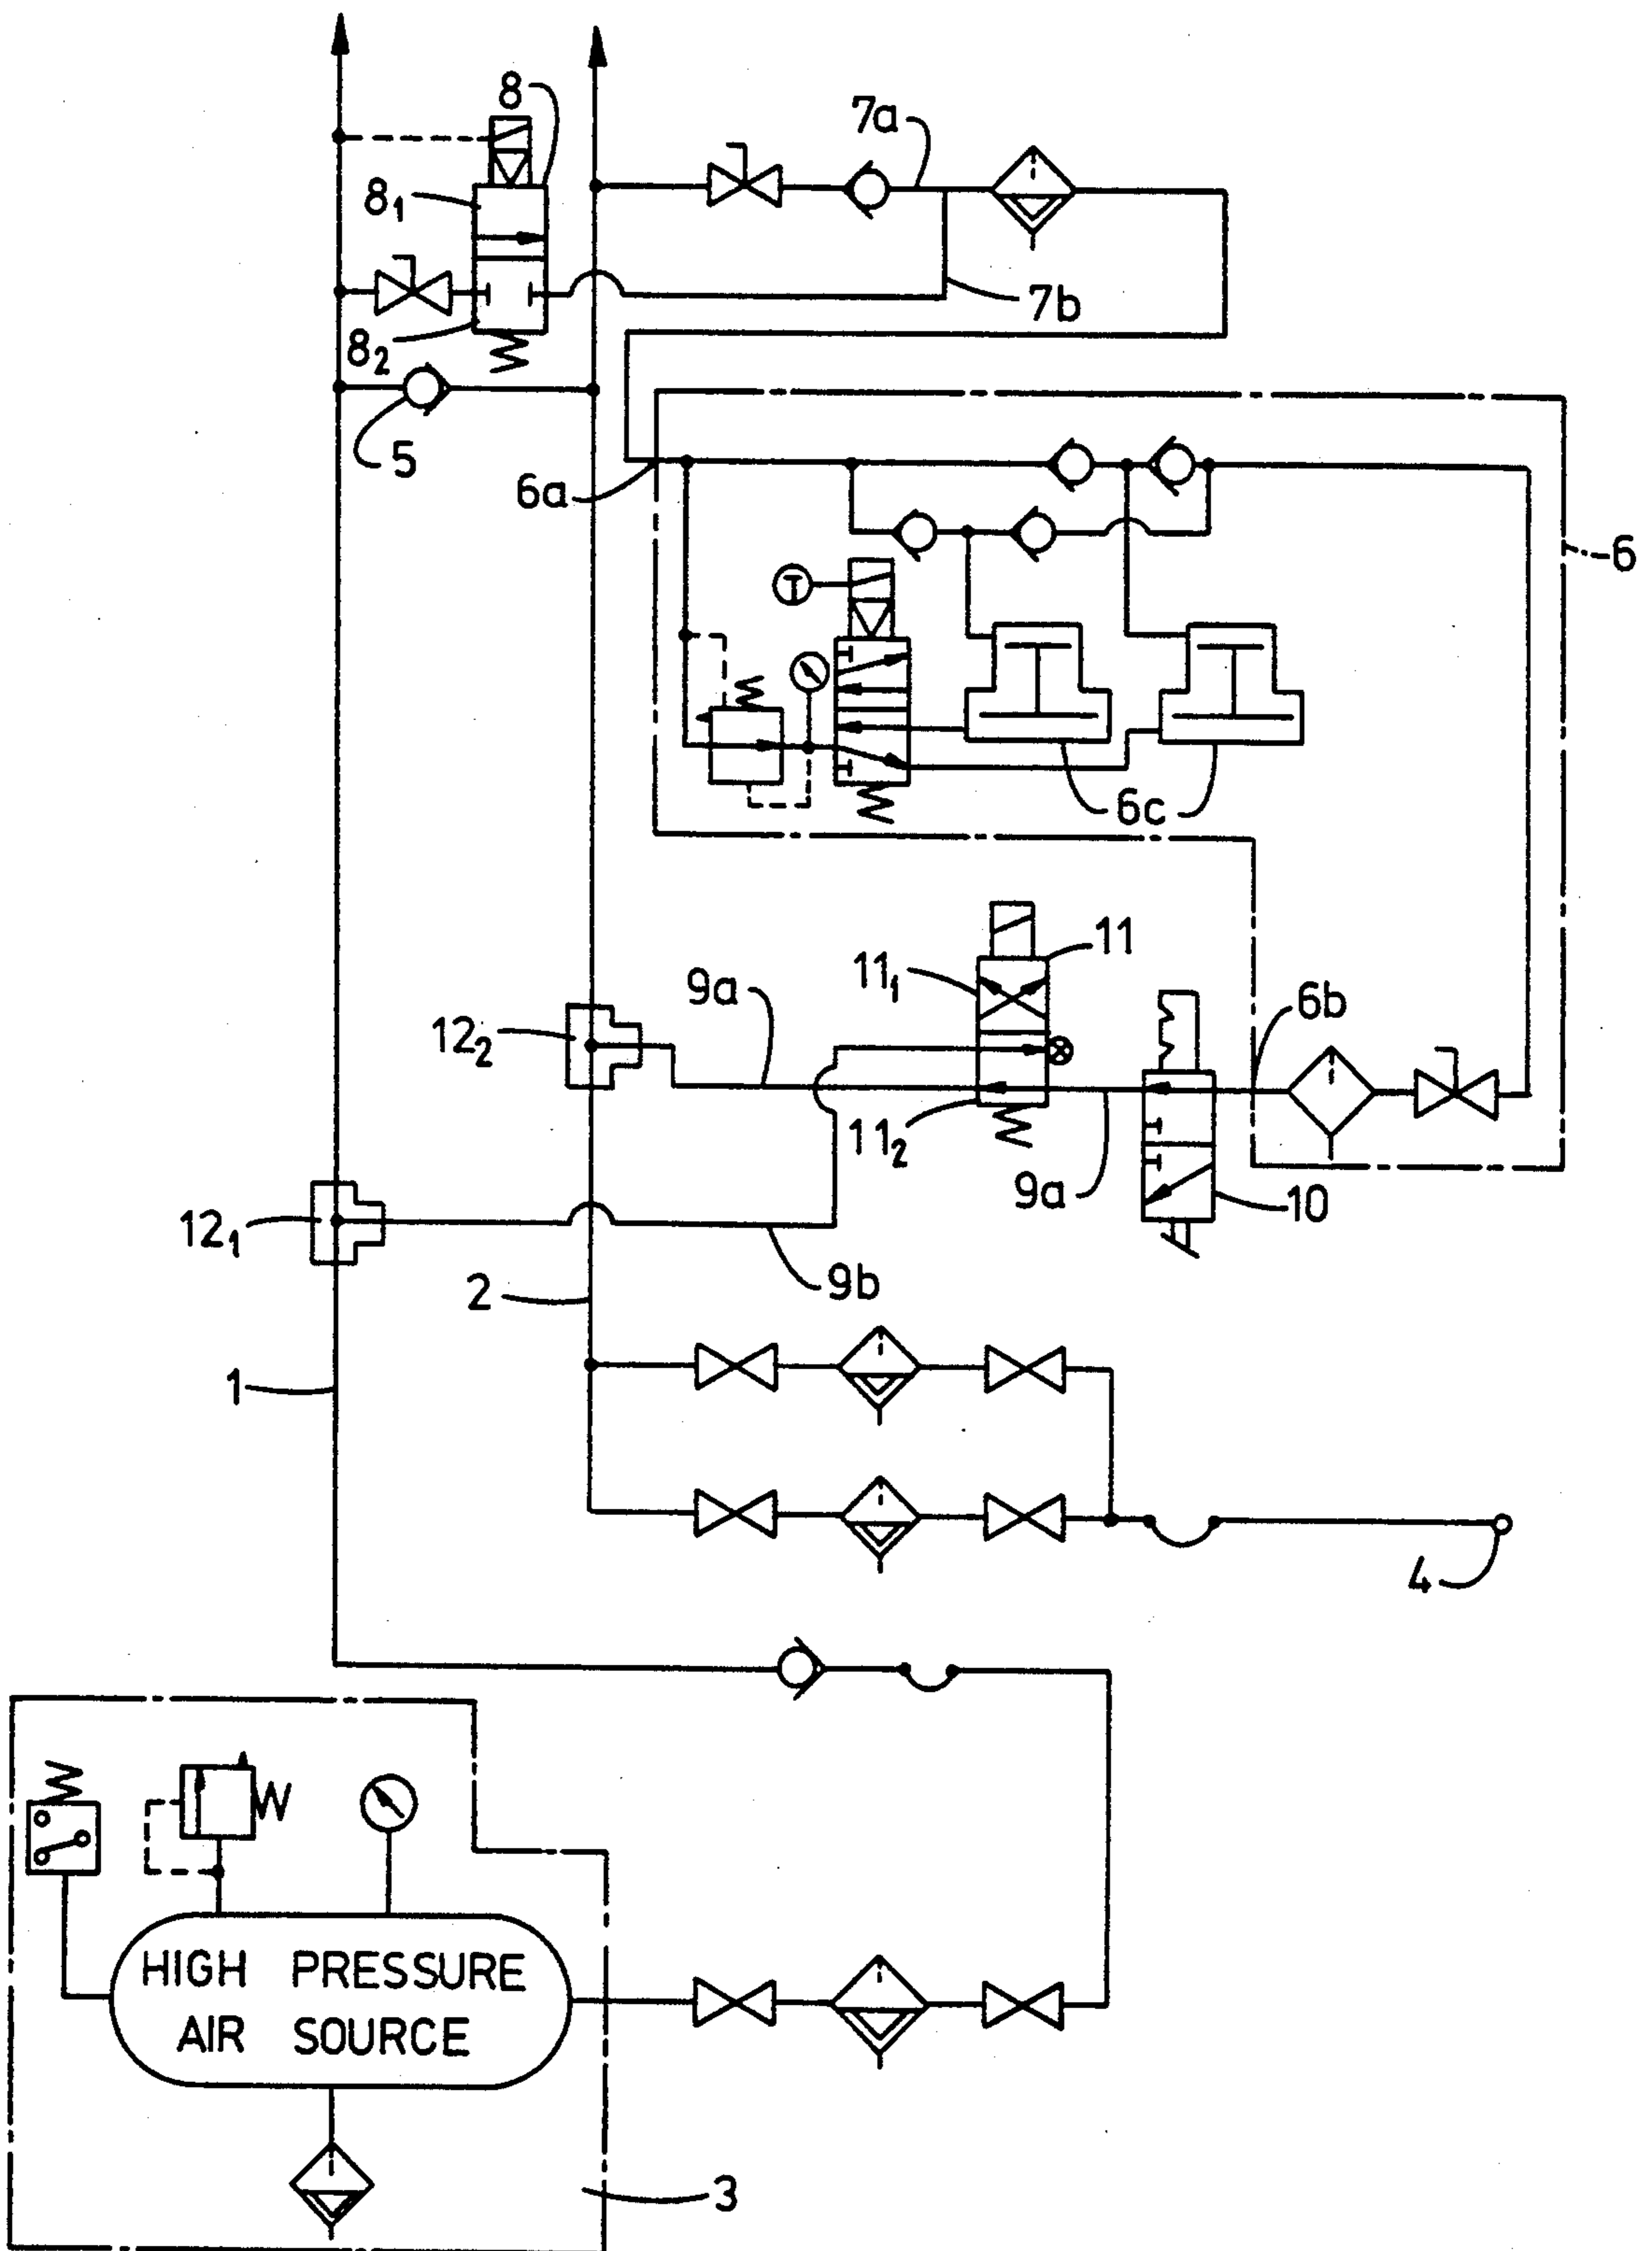 8
7a
8₁
7b
8₂
5
6a
6
T
6c
11
11₁
9a
6b
12₂
11₂
9a
10
12₁
9b
2
1
4
HIGH PRESSURE
AIR SOURCE
3